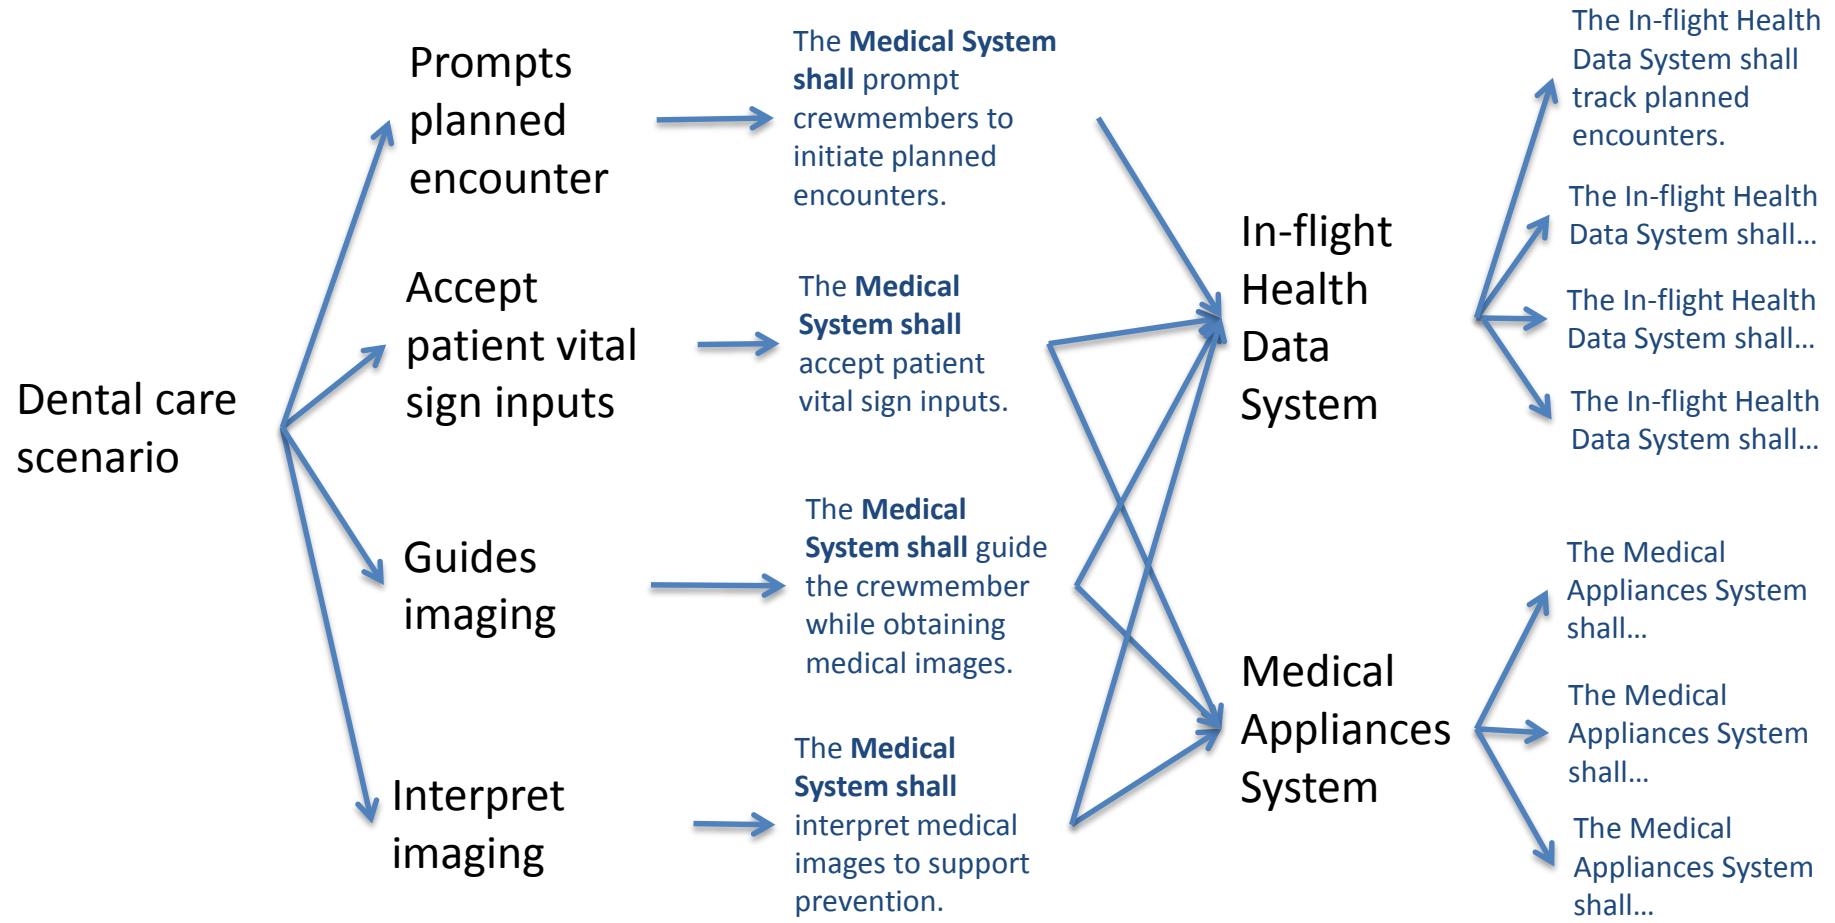 Dental care
scenario
Prompts
planned
encounter
Accept
patient vital
sign inputs
Guides
imaging
Interpret
imaging
The Medical System
shall prompt
crewmembers to
initiate planned
encounters.
The Medical
System shall
accept patient
vital sign inputs.
The Medical
System shall guide
the crewmember
while obtaining
medical images.
The Medical
System shall
interpret medical
images to support
prevention.
In-flight
Health
Data
System
Medical
Appliances
System
The In-flight Health
Data System shall
track planned
encounters.
The In-flight Health
Data System shall…
The In-flight Health
Data System shall…
The In-flight Health
Data System shall…
The Medical
Appliances System
shall…
The Medical
Appliances System
shall…
The Medical
Appliances System
shall…